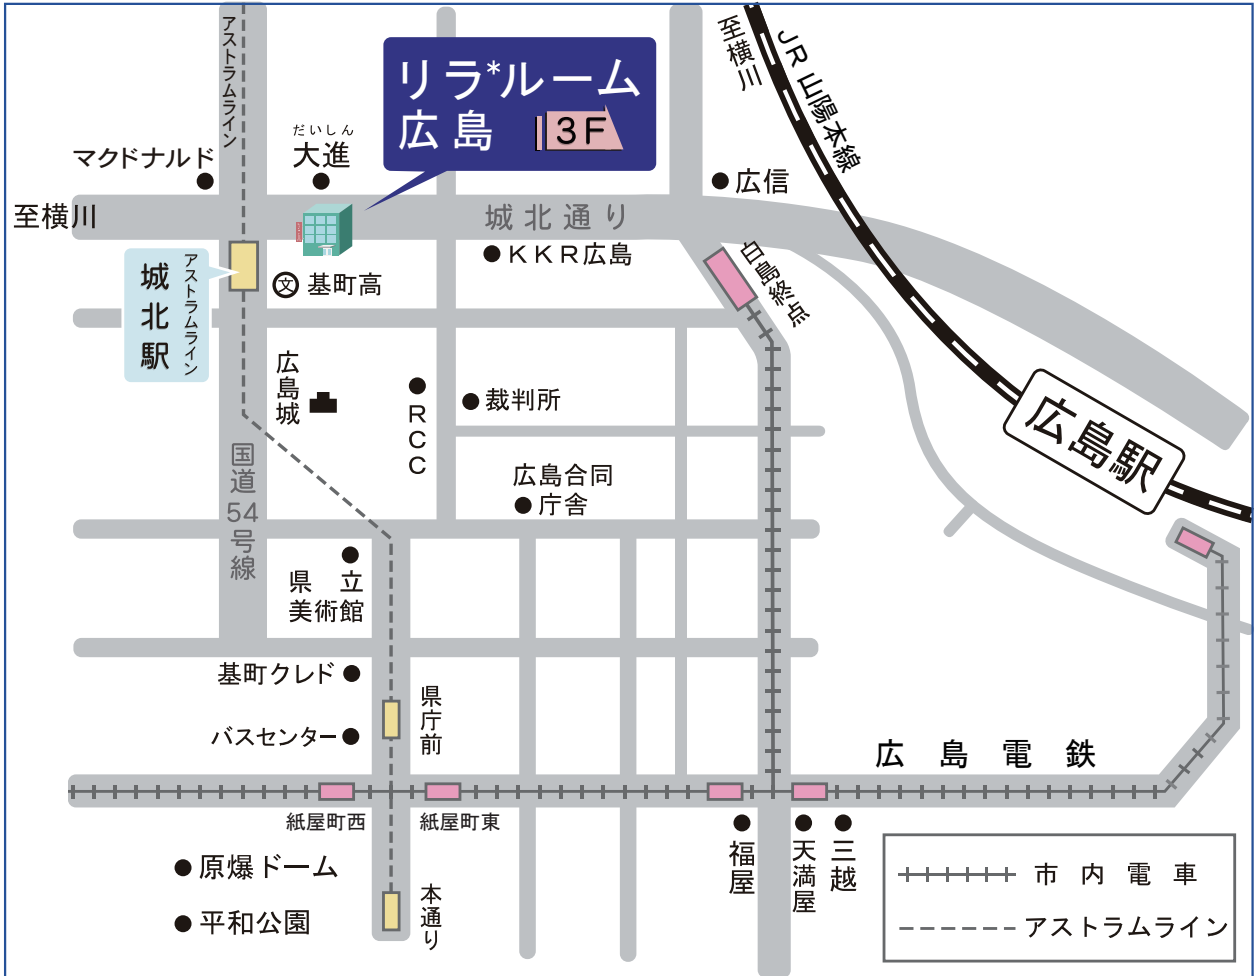 アストラムライン
リラ*ルーム
広島 3F
至横川
JR山陽本線
だいしん
大進
マクドナルド
広信
至横川
城北通り
KKR広島
白島終点
アストラムライン
城北駅
文
基町高
広島城
RCC
裁判所
広島駅
国道54号線
広島合同
庁舎
県立
美術館
基町クレド
県庁前
バスセンター
広島電鉄
紙屋町西
紙屋町東
福屋
天満屋
三越
原爆ドーム
平和公園
本通り
市内電車
アストラムライン